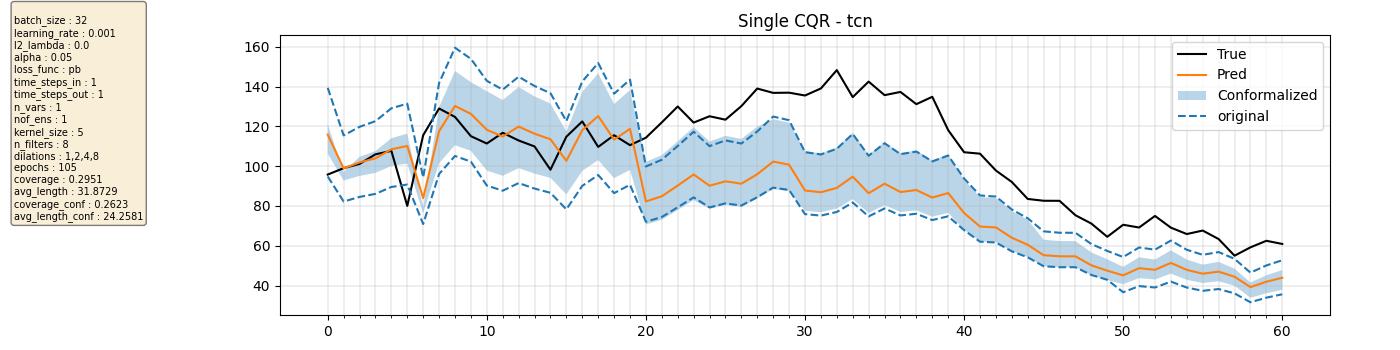 batch_size : 32
learning_rate : 0.001
l2_lambda : 0.0
alpha : 0.05
loss_func : pb
time_steps_in : 1
time_steps_out : 1
n_vars : 1
nof_ens : 1
kernel_size : 5
n_filters : 8
dilations : 1,2,4,8
epochs : 105
coverage : 0.2951
avg_length : 31.8729
coverage_conf : 0.2623
avg_length_conf : 24.2581
Single CQR - tcn
160
140
120
100
80
60
40
0 10 20 30 40 50 60
True
Pred
Conformalized
original